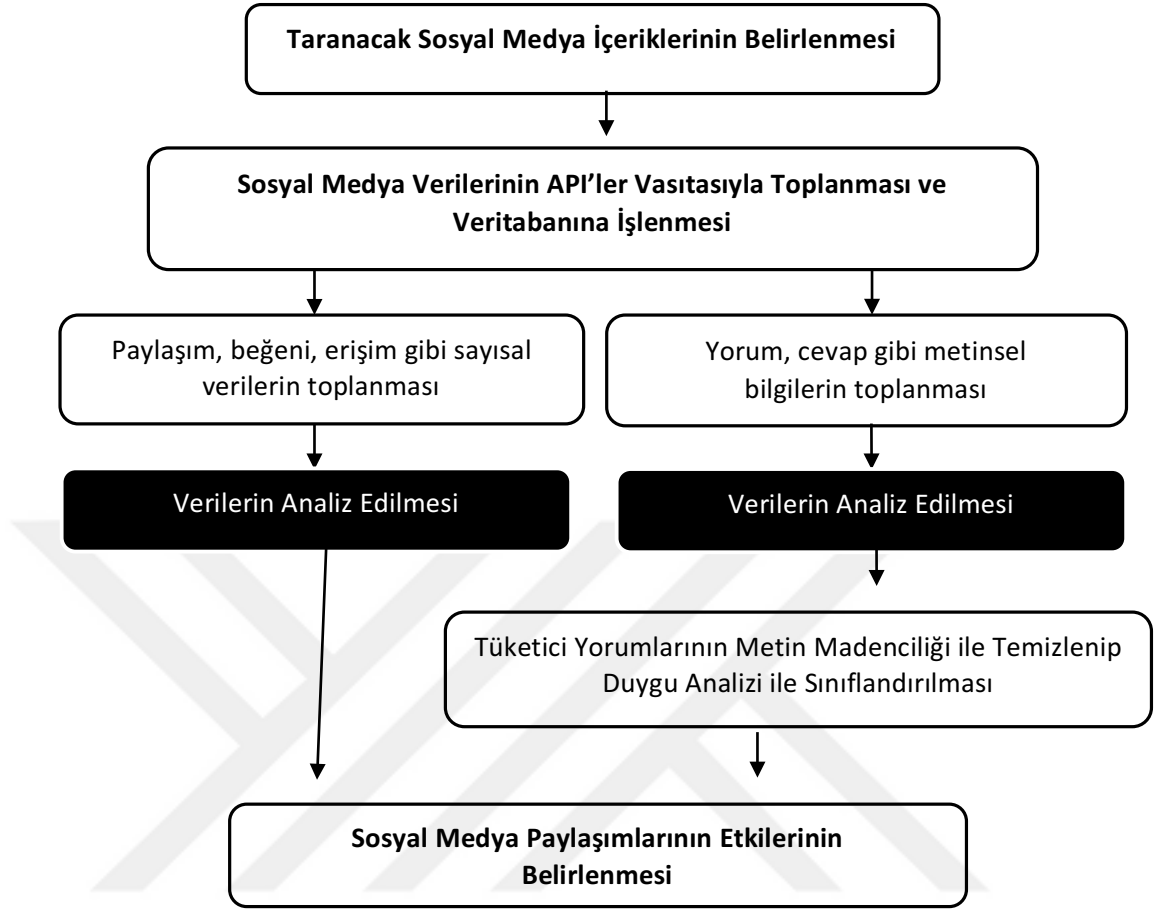 Taranacak Sosyal Medya İçeriklerinin Belirlenmesi
Sosyal Medya Verilerinin API’ler Vasıtasıyla Toplanması ve
Veritabanına İşlenmesi
Paylaşım, beğeni, erişim gibi sayısal
verilerin toplanması
Yorum, cevap gibi metinsel
bilgilerin toplanması
Verilerin Analiz Edilmesi
Verilerin Analiz Edilmesi
Tüketici Yorumlarının Metin Madenciliği ile Temizlenip
Duygu Analizi ile Sınıflandırılması
Sosyal Medya Paylaşımlarının Etkilerinin
Belirlenmesi